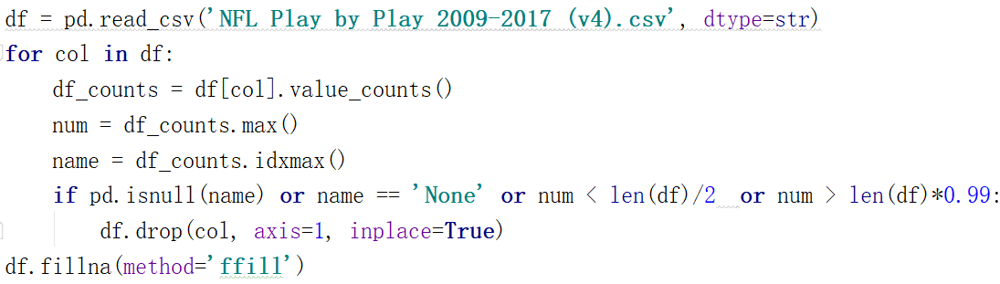 df = pd.read_csv('NFL Play by Play 2009-2017 (v4).csv', dtype=str)
for col in df:
    df_counts = df[col].value_counts()
    num = df_counts.max()
    name = df_counts.idxmax()
    if pd.isnull(name) or name == 'None' or num < len(df)/2  or num > len(df)*0.99:
        df.drop(col, axis=1, inplace=True)
df.fillna(method='ffill')